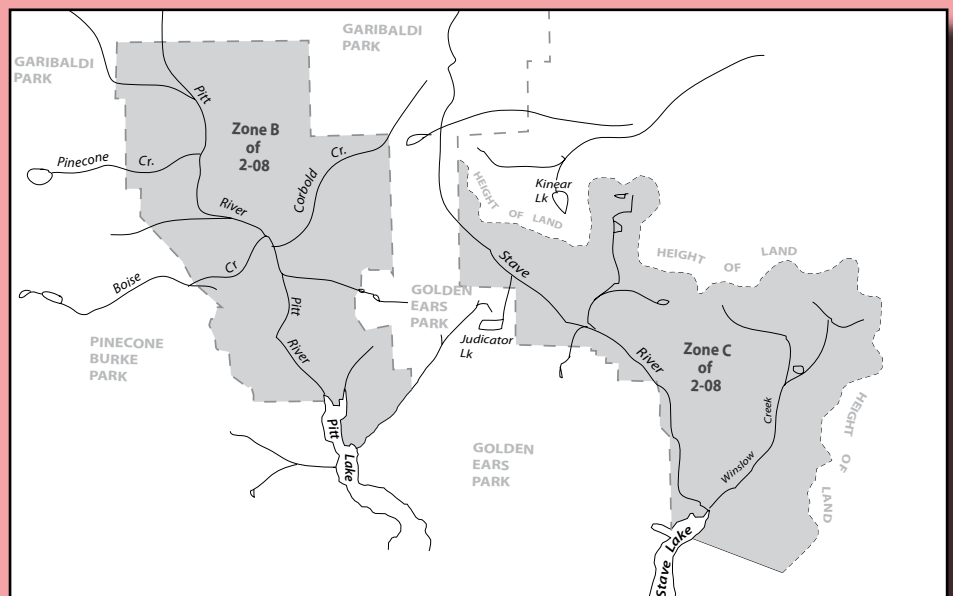 GARIBALDI
PARK
GARIBALDI
PARK
Pitt
Zone B
of
2-08
Pinecone Cr.
Corbold Cr.
River
Kinear
Lk
HEIGHT
OF LAND
Stave
HEIGHT OF LAND
Boise Cr
Pitt
River
GOLDEN
EARS
PARK
Judicator
Lk
PINECONE
BURKE
PARK
River
Zone C
of
2-08
Creek
Winslow
HEIGHT OF LAND
Pitt Lake
GOLDEN
EARS
PARK
Stave Lake